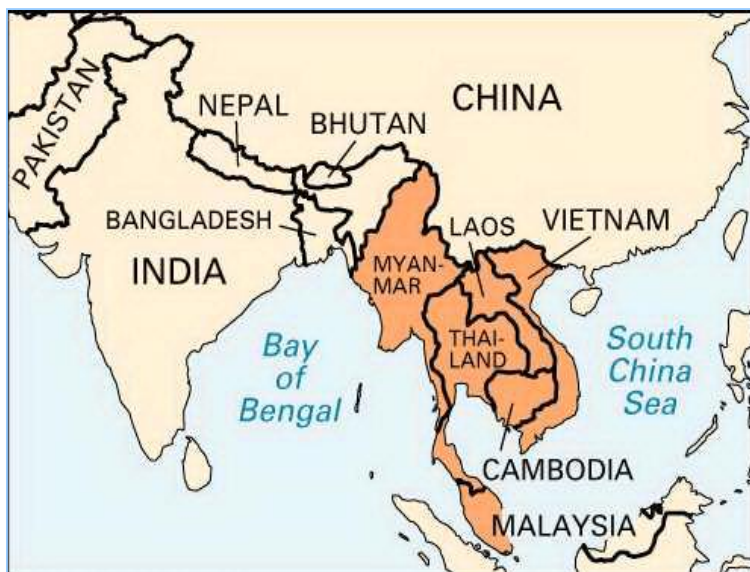 CHINA
NEPAL
BHUTAN
PAKISTAN
BANGLADESH
LAOS
VIETNAM
INDIA
MYAN-
MAR
THAI-
LAND
Bay
of
Bengal
South
China
Sea
CAMBODIA
MALAYSIA